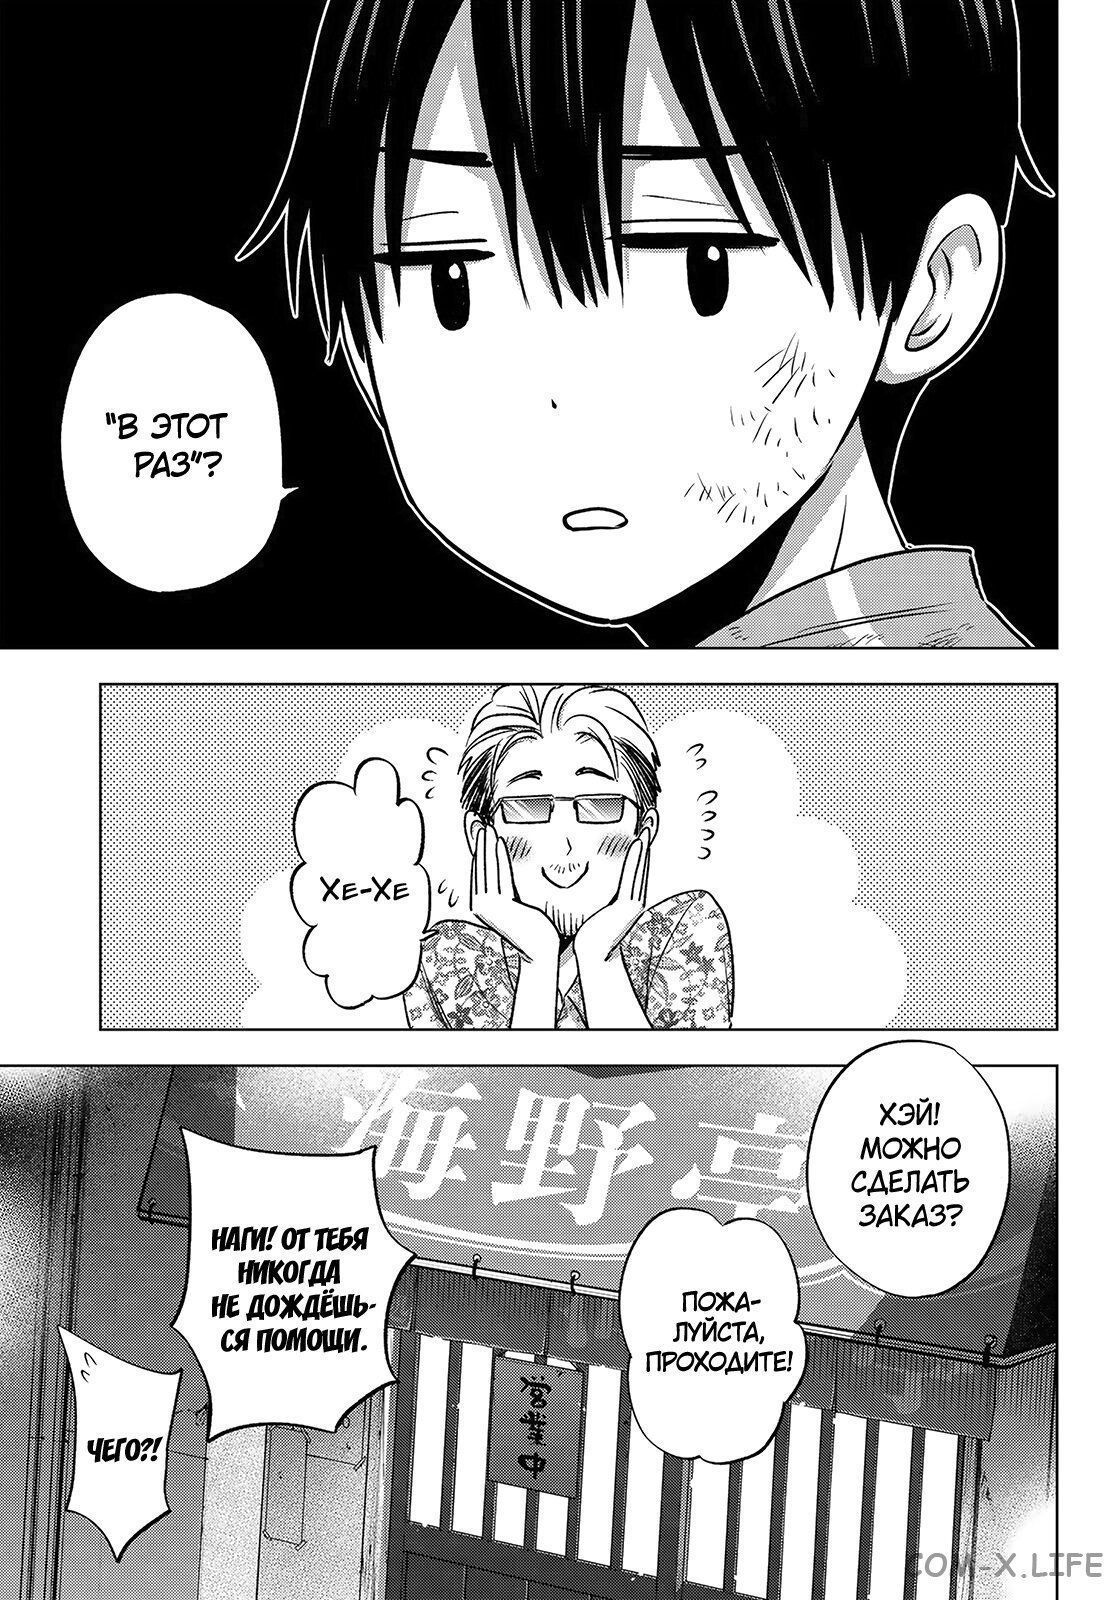 "В ЭТОТ
РАЗ"?
ХЕ-ХЕ
海野亭
ХЭЙ!
МОЖНО
СДЕЛАТЬ
ЗАКАЗ?
ПОЖА-
ЛУЙСТА,
ПРОХОДИТЕ!
НАГИ! ОТ ТЕБЯ
НИКОГДА
НЕ ДОЖДЁШЬ-
СЯ ПОМОЩИ.
ЧЕГО?!
COM-X.LIFE